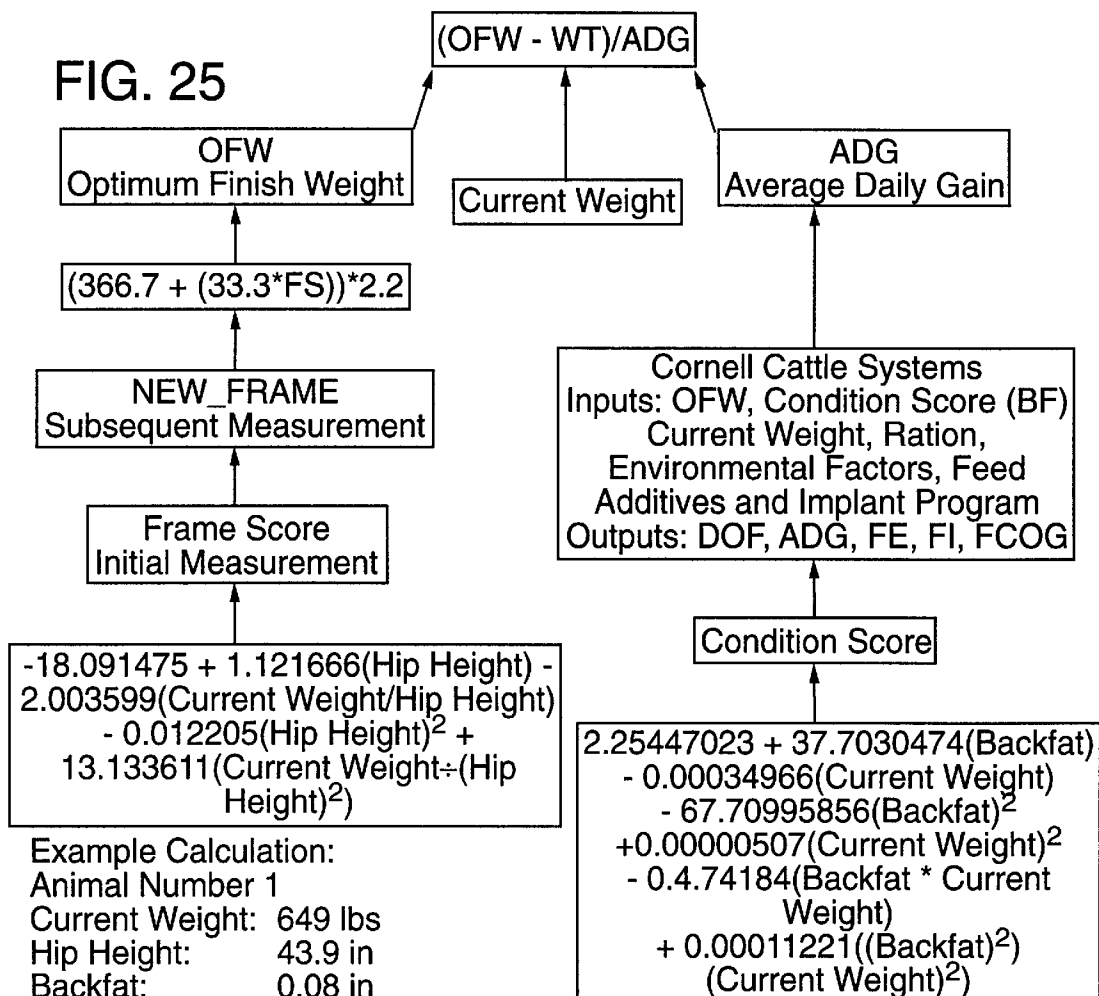 FIG. 25
(OFW - WT)/ADG
OFW
Optimum Finish Weight
Current Weight
ADG
Average Daily Gain
(366.7 + (33.3*FS))*2.2
NEW_FRAME
Subsequent Measurement
Frame Score
Initial Measurement
-18.091475 + 1.121666(Hip Height) -
2.003599(Current Weight/Hip Height)
- 0.012205(Hip Height)² +
13.133611(Current Weight÷(Hip
Height)²)
Cornell Cattle Systems
Inputs: OFW, Condition Score (BF)
Current Weight, Ration,
Environmental Factors, Feed
Additives and Implant Program
Outputs: DOF, ADG, FE, FI, FCOG
Condition Score
2.25447023 + 37.7030474(Backfat)
- 0.00034966(Current Weight)
- 67.70995856(Backfat)²
+0.00000507(Current Weight)²
- 0.4.74184(Backfat * Current
Weight)
+ 0.00011221((Backfat)²)
(Current Weight)²)
Example Calculation:
Animal Number 1
Current Weight: 649 lbs
Hip Height: 43.9 in
Backfat: 0.08 in